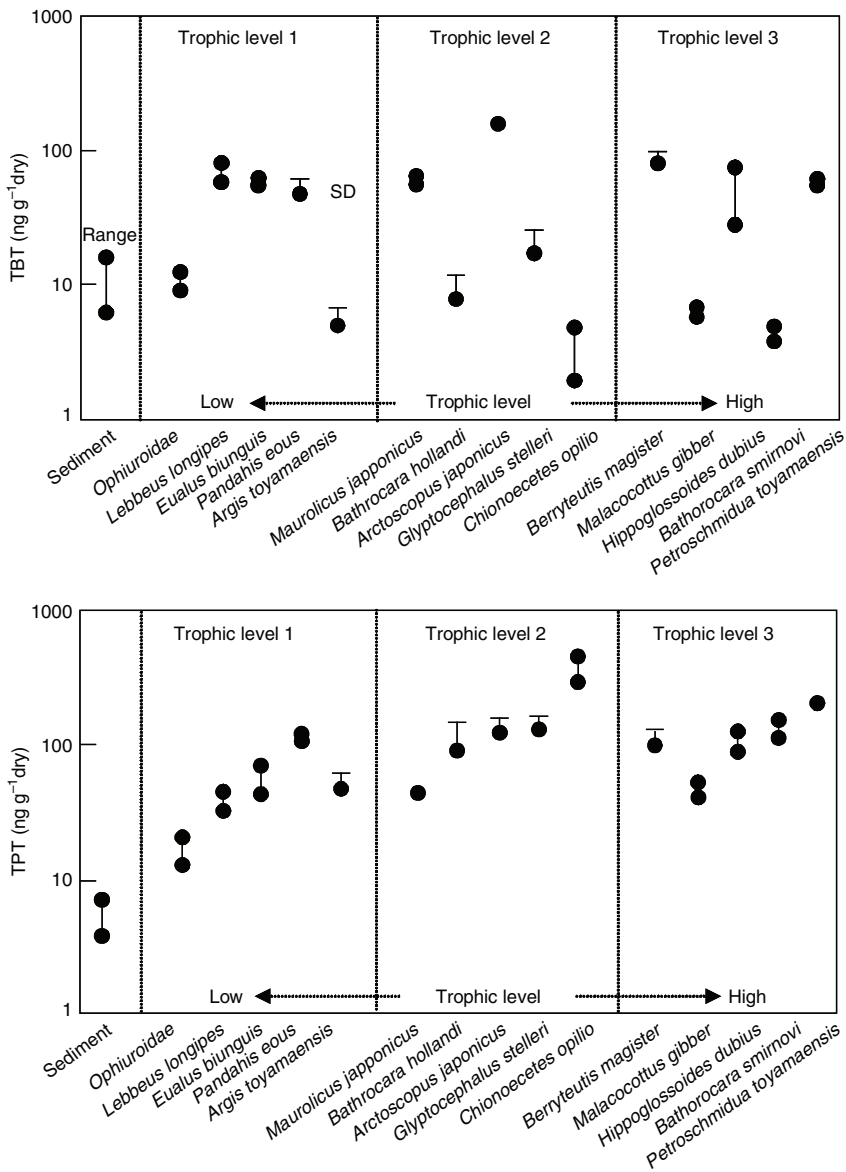 1000
Trophic level 1
Trophic level 2
Trophic level 3
100
SD
Range
10
TBT (ng g⁻¹dry)
Low
Trophic level
High
1
Sediment
Ophiuroidae
Lebbeus longipes
Eualus biunguis
Pandahis eous
Argis toyamaensis
Maurolicus japponicus
Bathrocara hollandi
Arctoscopus japonicus
Glyptocephalus stelleri
Chionoecetes opilio
Berryteutis magister
Malacocottus gibber
Hippoglossoides dubius
Bathorocara smirnovi
Petroschmidua toyamaensis
1000
Trophic level 1
Trophic level 2
Trophic level 3
100
TPT (ng g⁻¹dry)
10
Low
Trophic level
High
1
Sediment
Ophiuroidae
Lebbeus longipes
Eualus biunguis
Pandahis eous
Argis toyamaensis
Maurolicus japponicus
Bathrocara hollandi
Arctoscopus japonicus
Glyptocephalus stelleri
Chionoecetes opilio
Berryteutis magister
Malacocottus gibber
Hippoglossoides dubius
Bathorocara smirnovi
Petroschmidua toyamaensis